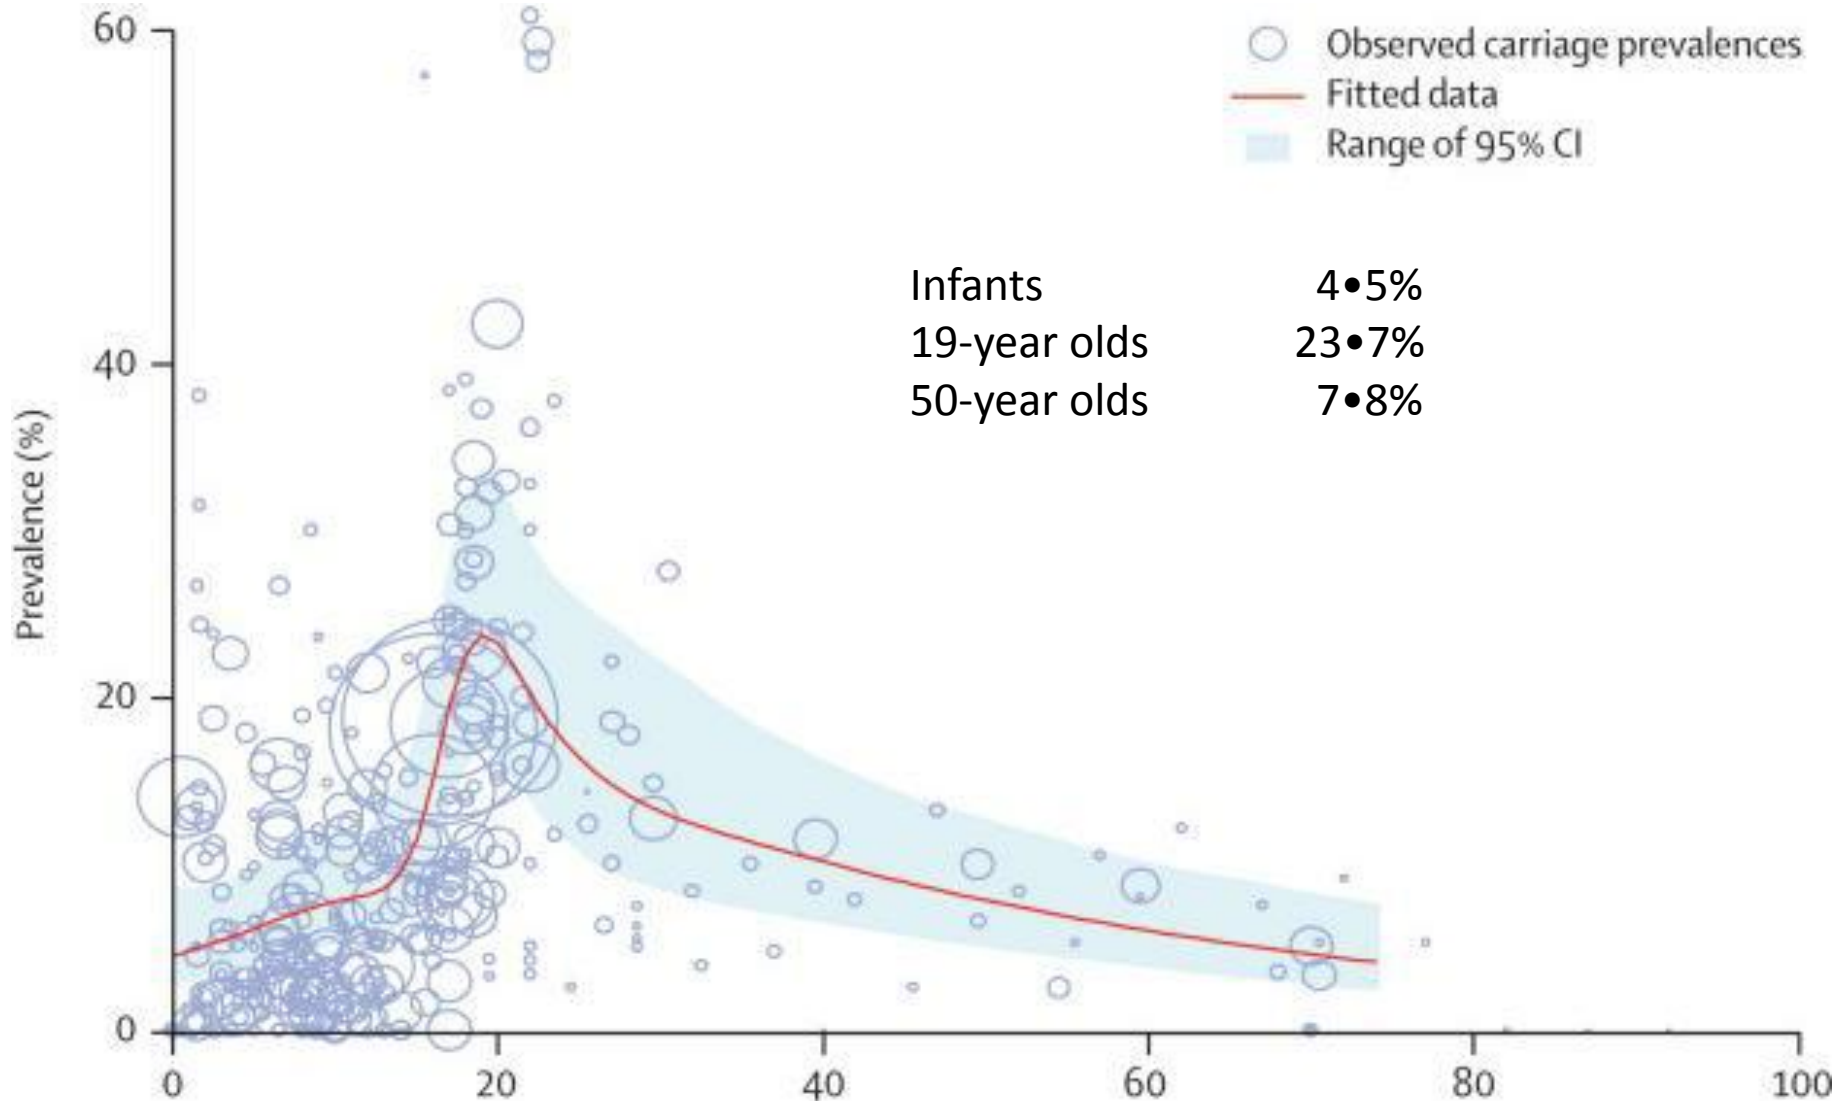 Observed carriage prevalences
Fitted data
Range of 95% CI
Infants 4•5%
19-year olds 23•7%
50-year olds 7•8%
Prevalence (%)
60
40
20
0
0 20 40 60 80 100